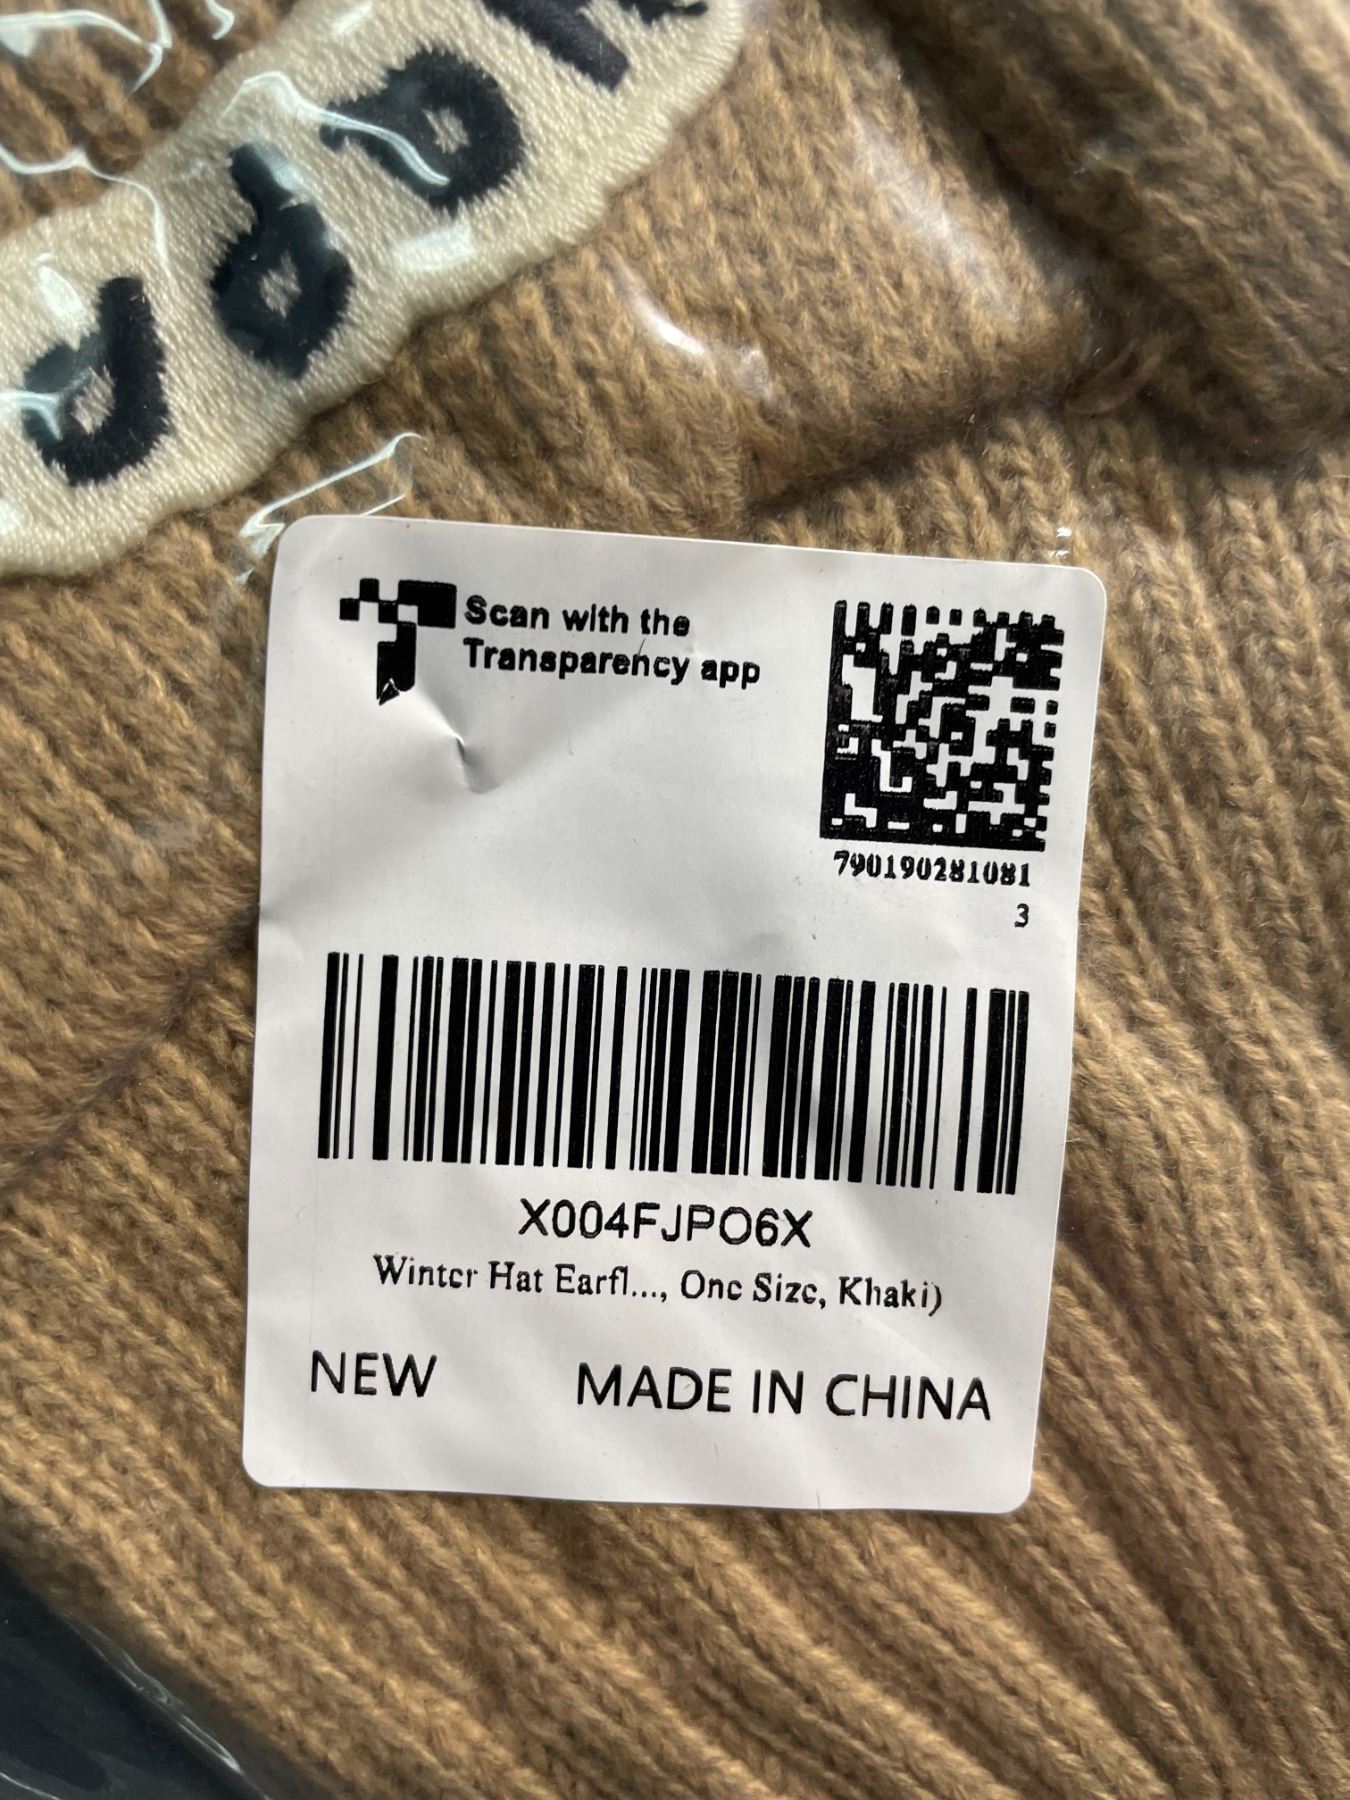 Scan with the
Transparency app
790190281081
3
X004FJPO6X
Winter Hat Earfl..., One Size, Khaki)
NEW MADE IN CHINA